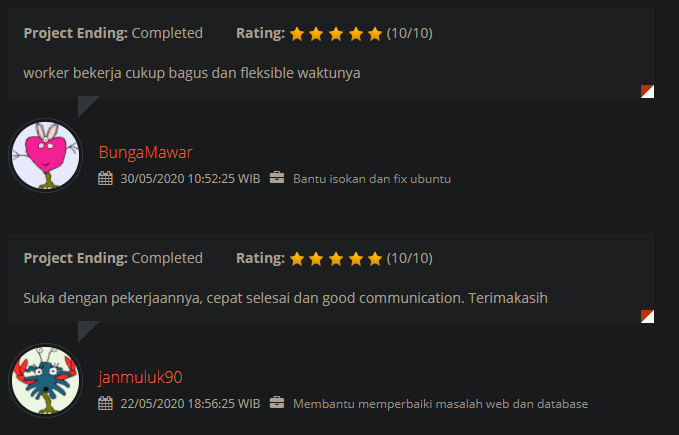 Project Ending: Completed Rating: (10/10)
worker bekerja cukup bagus dan fleksible waktunya
BungaMawar
30/05/2020 10:52:25 WIB Bantu isokan dan fix ubuntu
Project Ending: Completed Rating: (10/10)
Suka dengan pekerjaannya, cepat selesai dan good communication. Terimakasih
janmuluk90
22/05/2020 18:56:25 WIB Membantu memperbaiki masalah web dan database